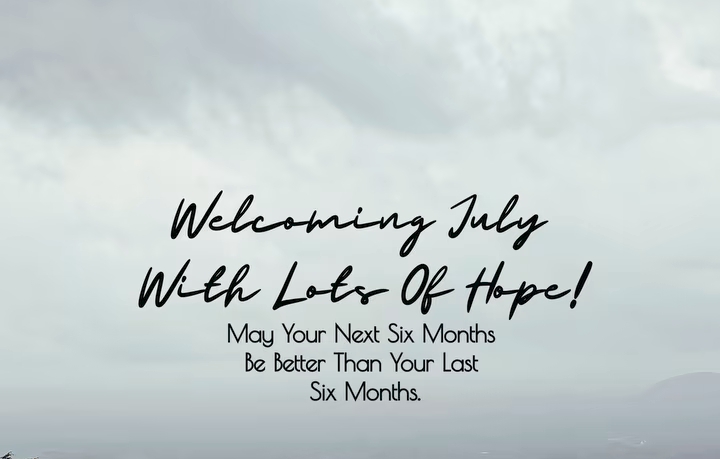 Welcoming July
With Lots Of Hope!
May Your Next Six Months
Be Better Than Your Last
Six Months.